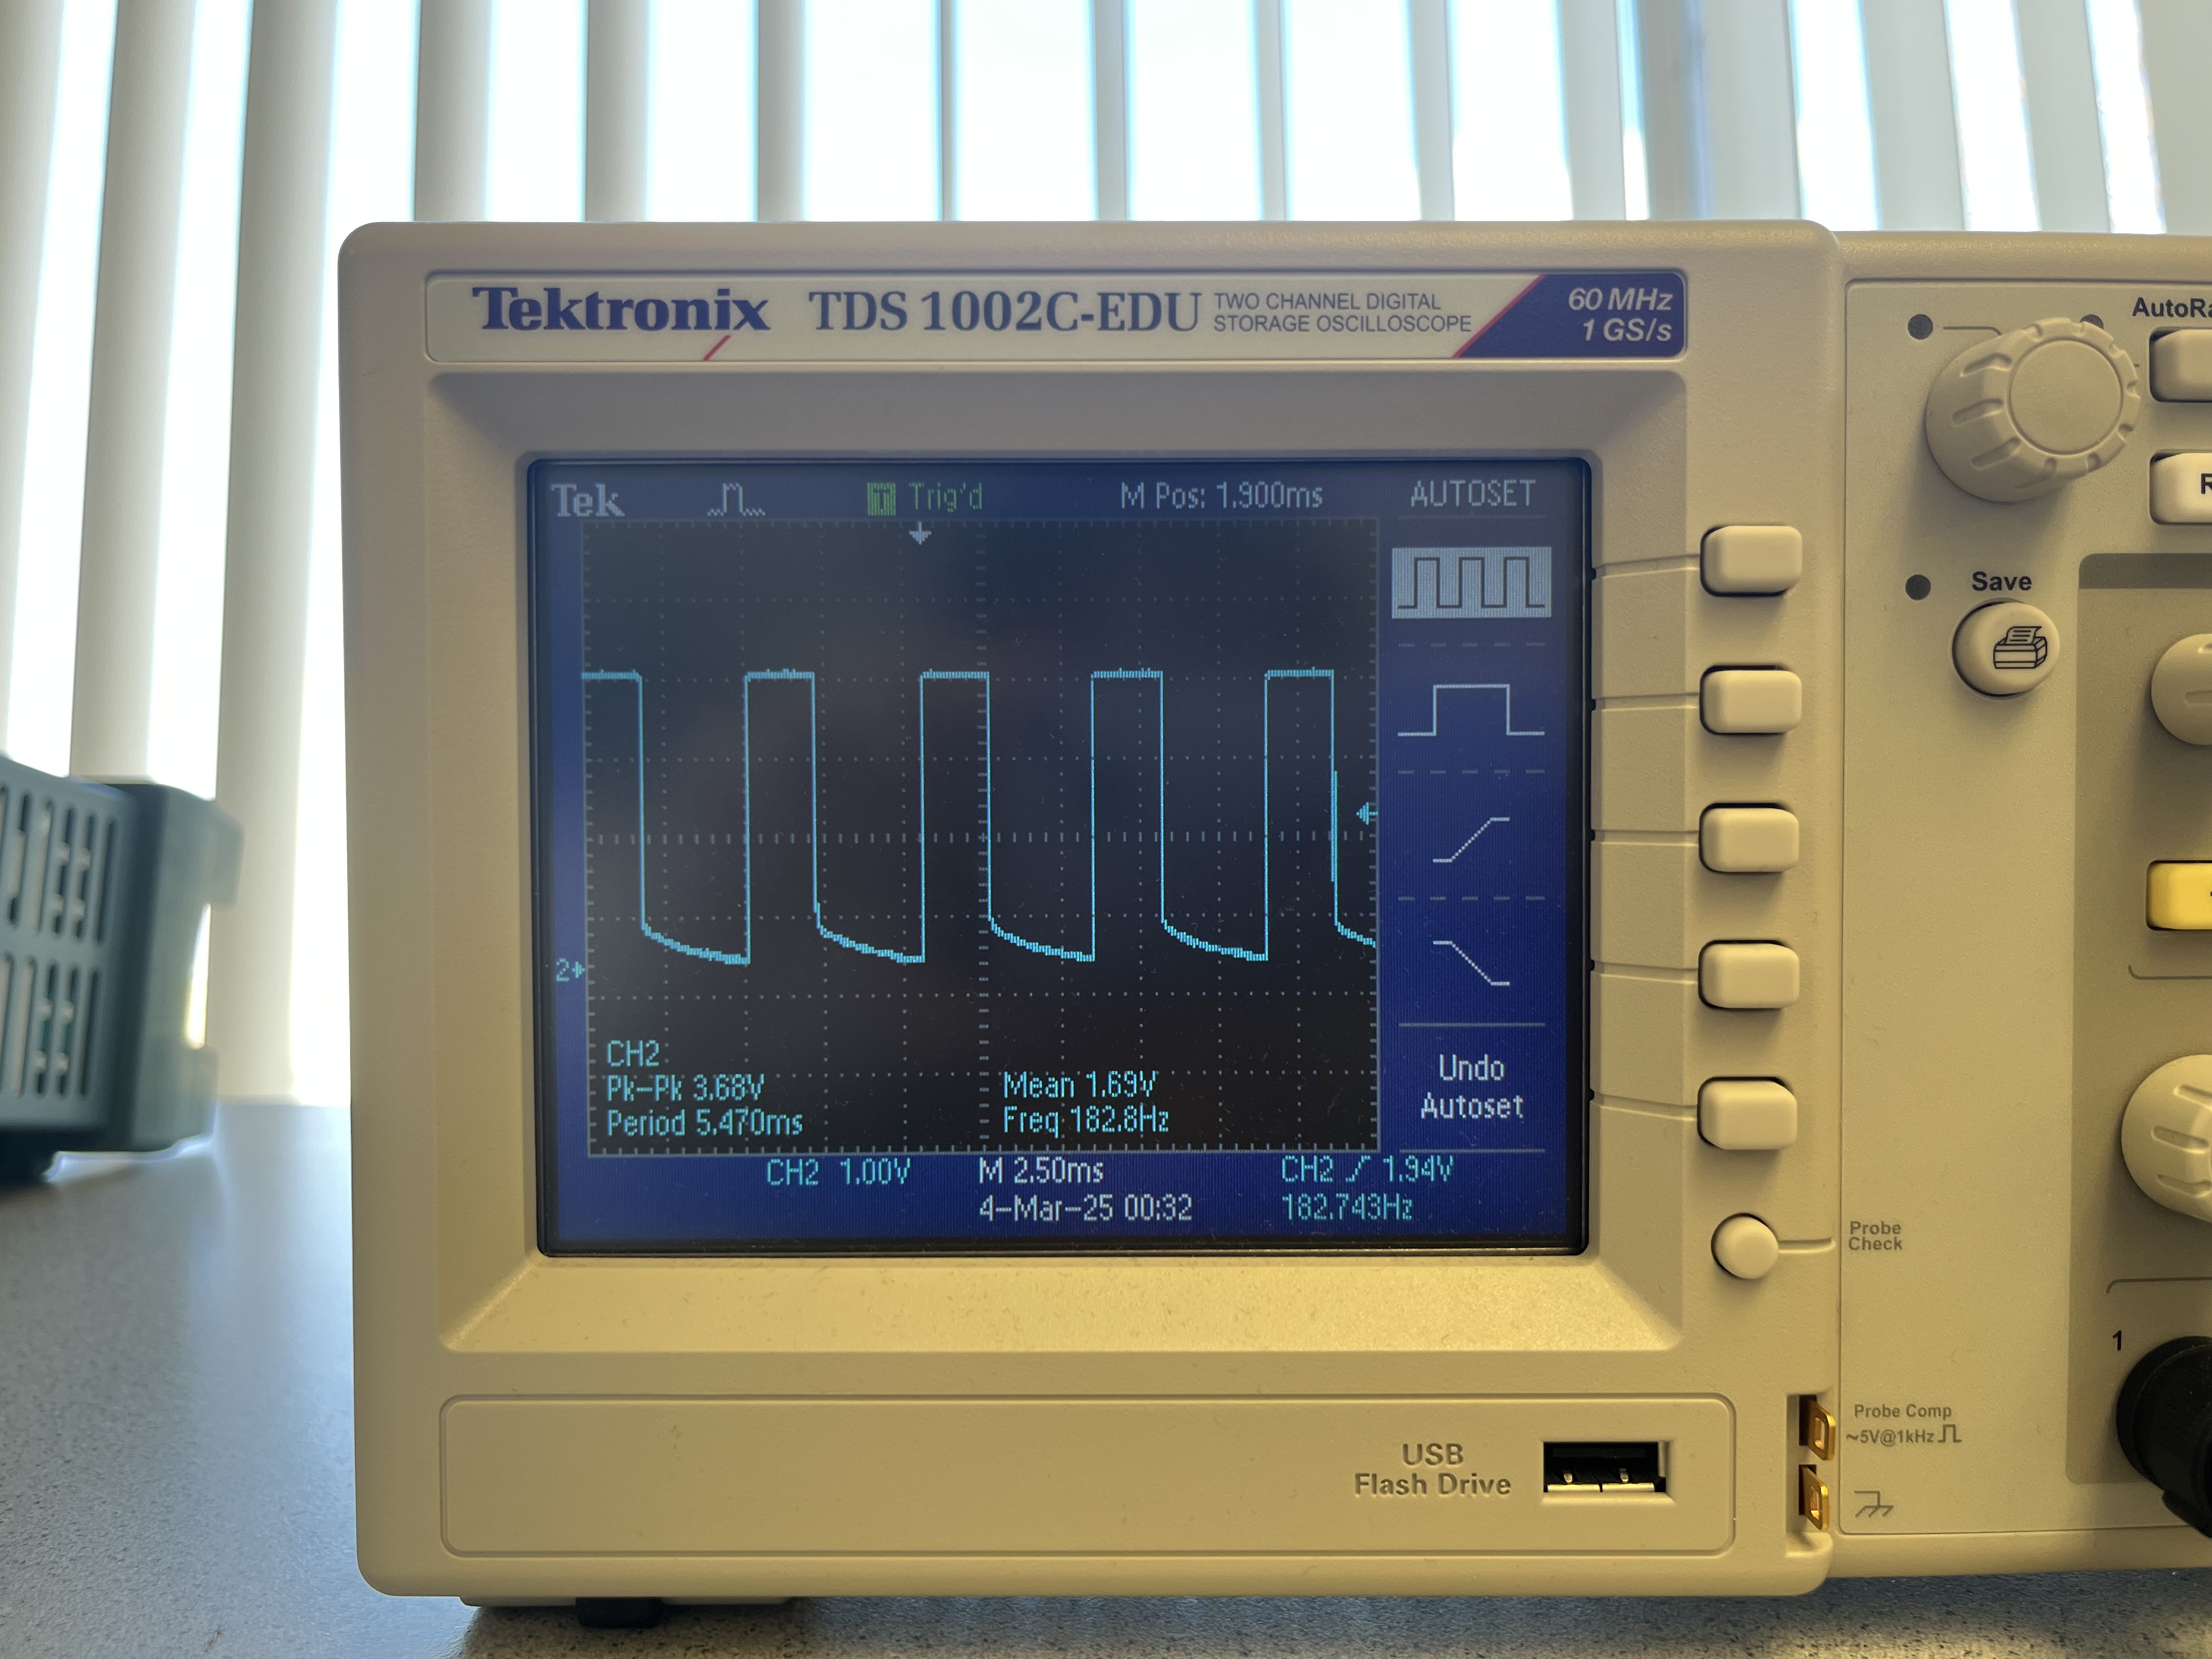 Tektronix TDS 1002C-EDU TWO CHANNEL DIGITAL STORAGE OSCILLOSCOPE
60 MHz
1 GS/s
Tek Trig'd M Pos: 1.900ms AUTOSET
2
CH2
Pk-Pk 3.68V Mean 1.69V
Period 5.470ms Freq 182.8Hz
Undo
Autoset
CH2 1.00V M 2.50ms CH2 1.94V
4-Mar-25 00:32 182.743Hz
Save
Probe
Check
1
Probe Comp
~5V@1kHz
USB
Flash Drive